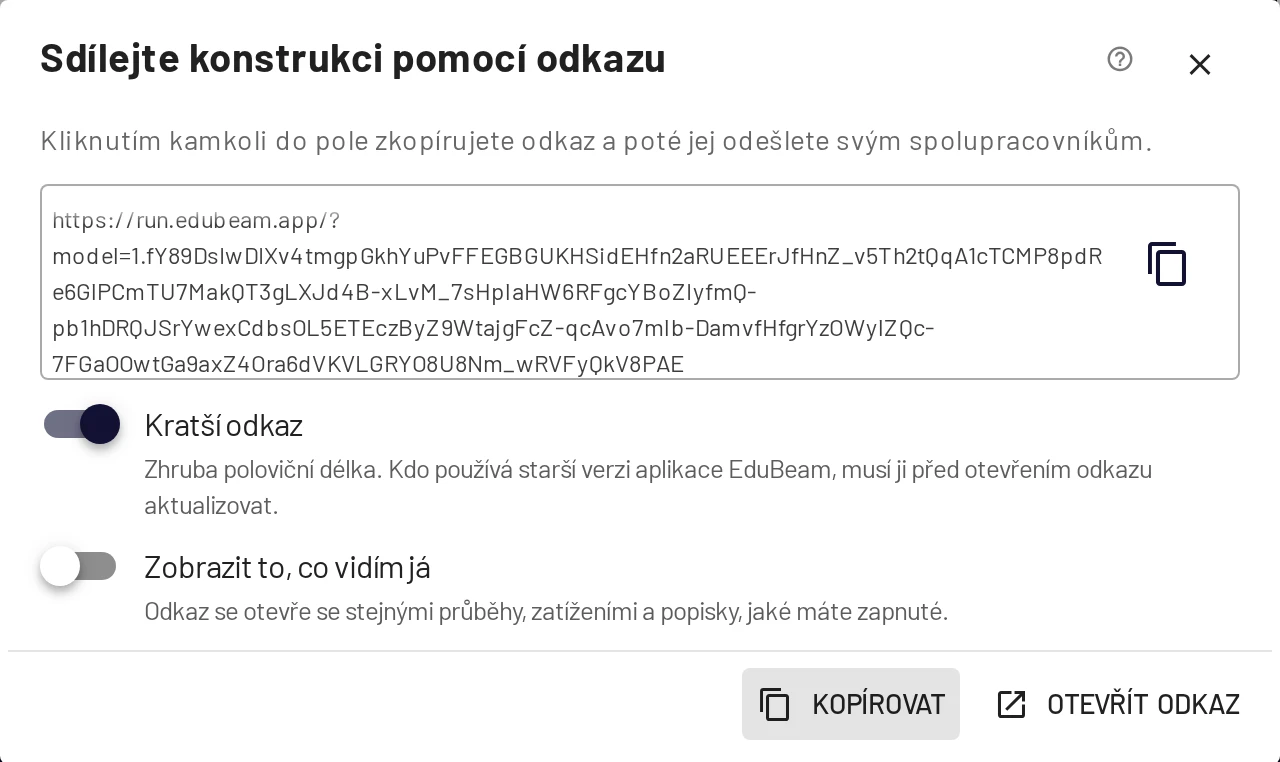 Sdílejte konstrukci pomocí odkazu
Kliknutím kamkoli do pole zkopírujete odkaz a poté jej odešlete svým spolupracovníkům.
https://run.edubeam.app/?
model=1.fY89DsIwDIXv4tmgpGkhYuPvFFEGBGUKHSidEHfn2aRUEEErJfHnZ_v5Th2tQqA1cTCMP8pdR
e6GIPCmTU7MakQT3gLXJd4B-xLvM_7sHpIaHW6RFgcYBoZIyfmQ-
pb1hDRQJSrYwexCdbsOL5ETEczByZ9WtajgFcZ-qcAvo7mIb-DamvfHfgrYzOWyIZQc-
7FGaOOwtGa9axZ4Ora6dVKVLGRYO8U8Nm_wRVFyQkV8PAE
Kratší odkaz
Zhruba poloviční délka. Kdo používá starší verzi aplikace EduBeam, musí ji před otevřením odkazu
aktualizovat.
Zobrazit to, co vidím já
Odkaz se otevře se stejnými průběhy, zatíženími a popisky, jaké máte zapnuté.
KOPÍROVAT
OTEVŘÍT ODKAZ